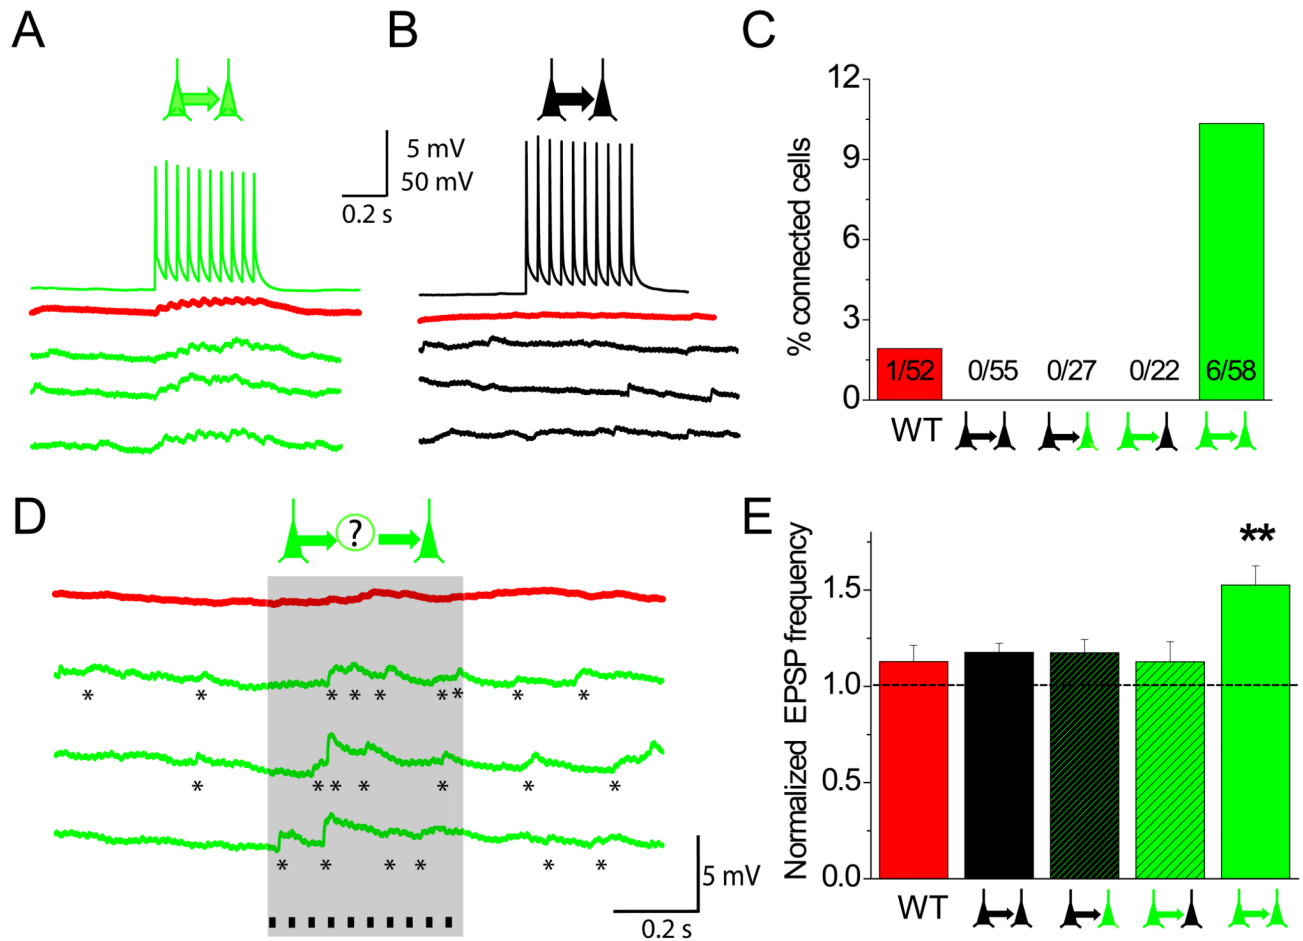 A
B
C
5 mV
50 mV
0.2 s
% connected cells
12
9
6
3
0
1/52
0/55
0/27
0/22
6/58
WT
D
?
* * * * * * * * *
* * * * * * *
* * * * * *
5 mV
0.2 s
E
Normalized EPSP frequency
1.5
1.0
0.5
0.0
**
WT